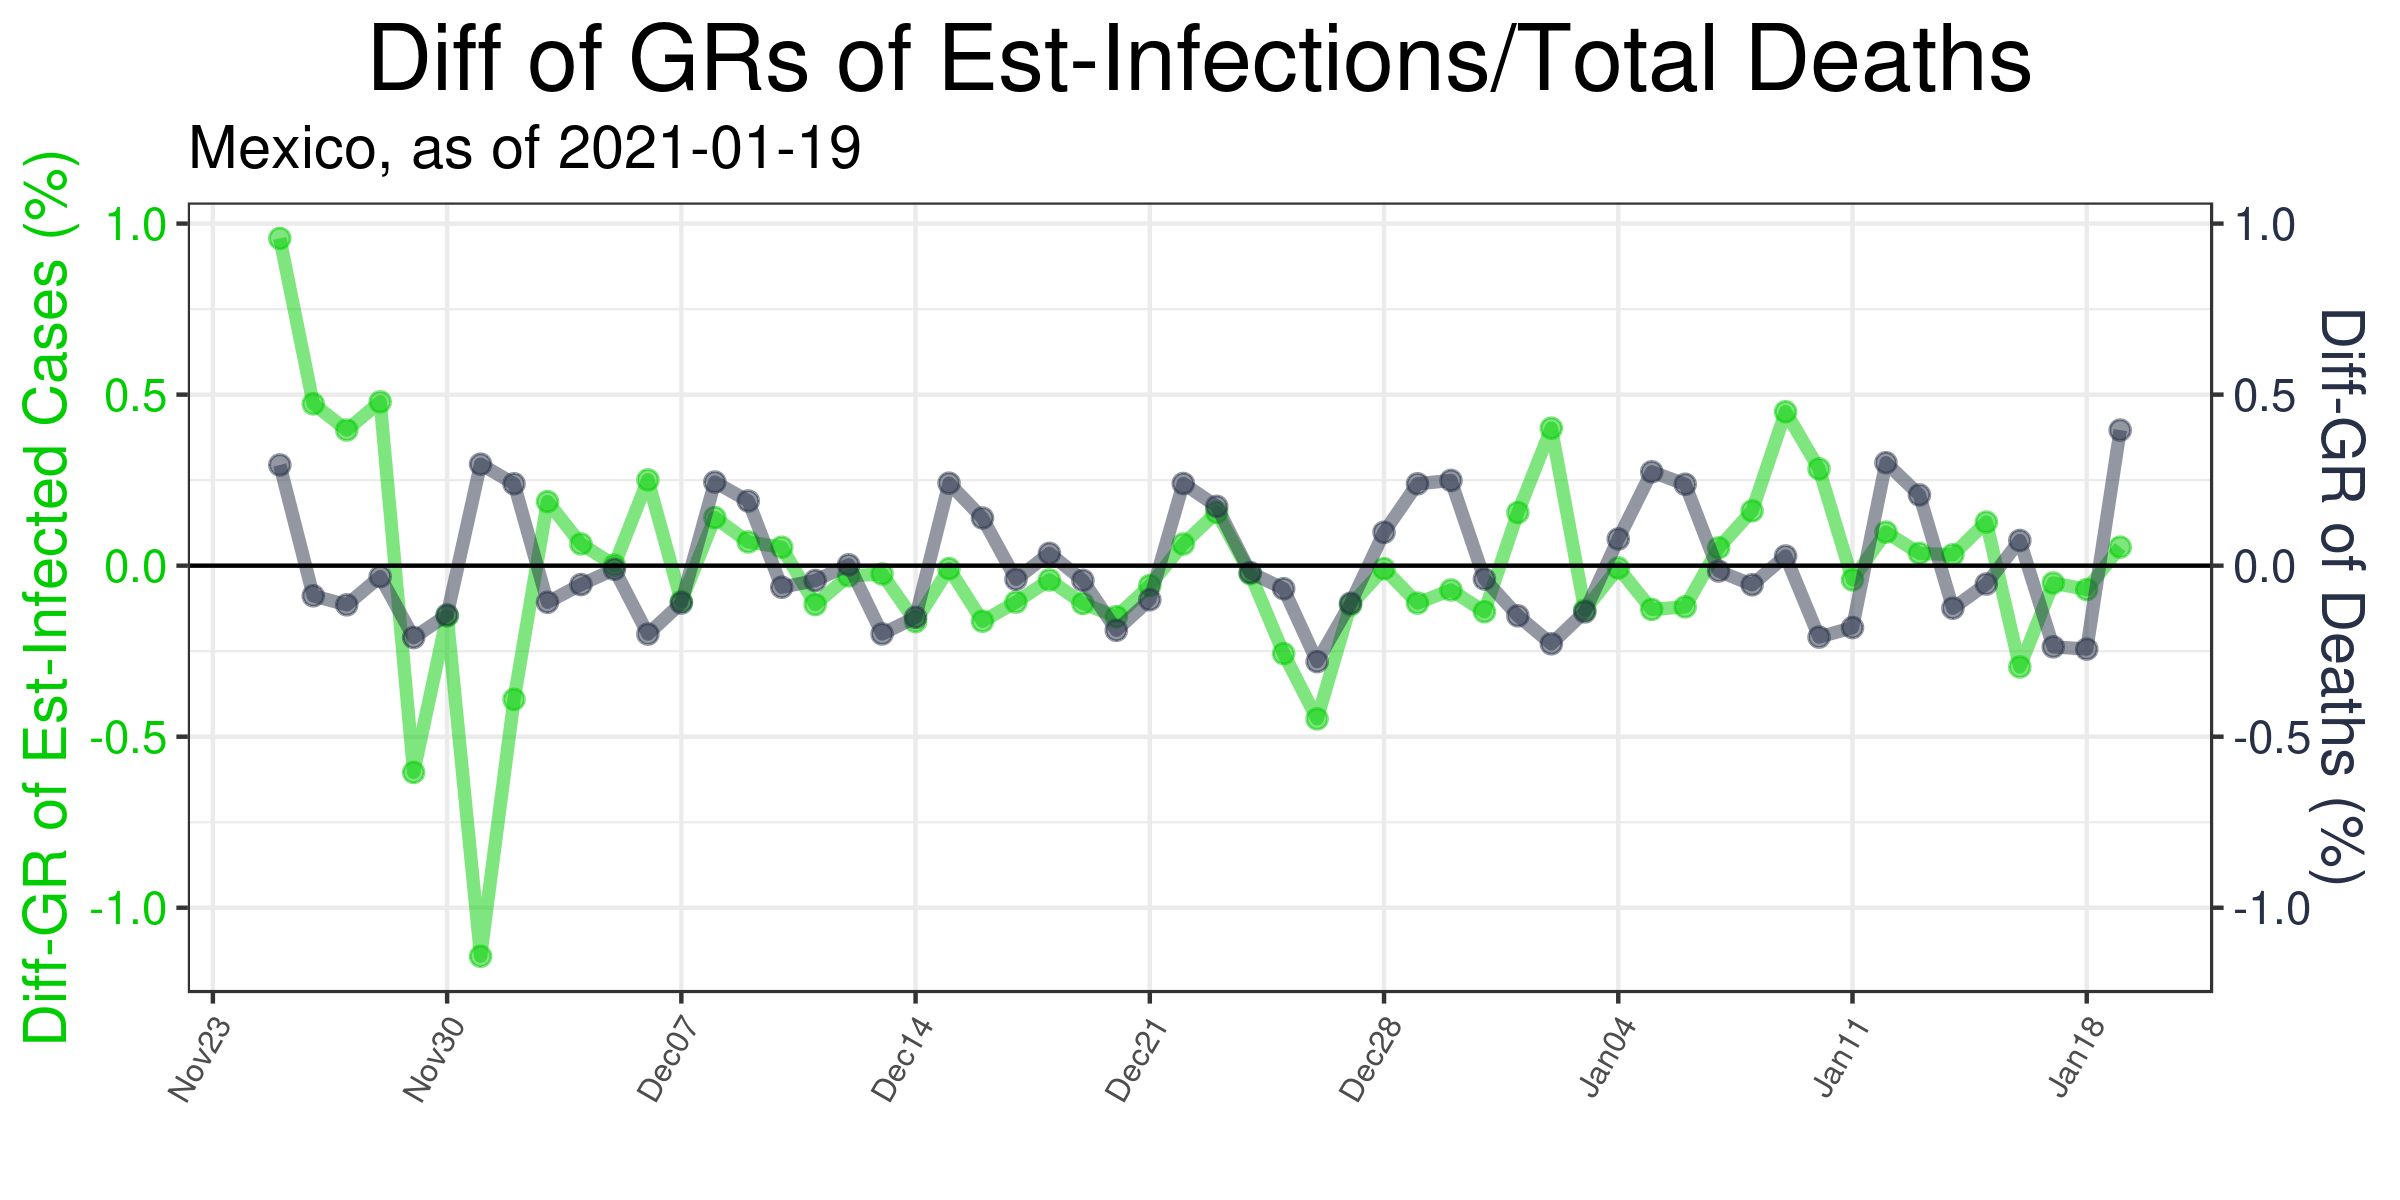 Diff of GRs of Est-Infections/Total Deaths
Mexico, as of 2021-01-19
Diff-GR of Est-Infected Cases (%)
1.0
0.5
0.0
-0.5
-1.0
1.0
0.5
0.0
-0.5
-1.0
Diff-GR of Deaths (%)
Nov23
Nov30
Dec07
Dec14
Dec21
Dec28
Jan04
Jan11
Jan18